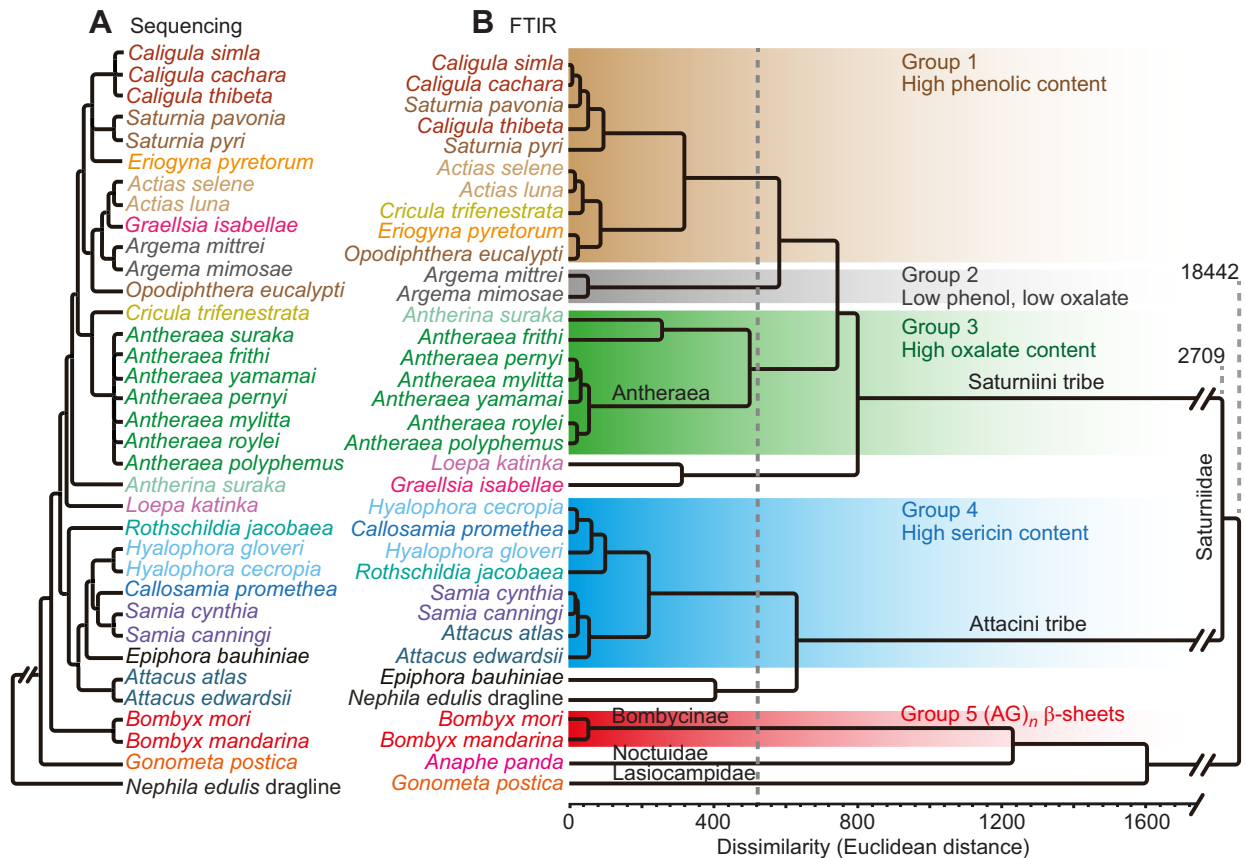 A Sequencing
Caligula simla
Caligula cachara
Caligula thibeta
Saturnia pavonia
Saturnia pyri
Eriogyna pyretorum
Actias selene
Actias luna
Graellsia isabellae
Argema mittrei
Argema mimosae
Opodiphthera eucalypti
Cricula trifenestrata
Antheraea suraka
Antheraea frithi
Antheraea yamamai
Antheraea pernyi
Antheraea mylitta
Antheraea roylei
Antheraea polyphemus
Antherina suraka
Loepa katinka
Rothschildia jacobaea
Hyalophora gloveri
Hyalophora cecropia
Callosamia promethea
Samia cynthia
Samia canningi
Epiphora bauhiniae
Attacus atlas
Attacus edwardsii
Bombyx mori
Bombyx mandarina
Gonometa postica
Nephila edulis dragline
B FTIR
Caligula simla
Caligula cachara
Saturnia pavonia
Caligula thibeta
Saturnia pyri
Actias selene
Actias luna
Cricula trifenestrata
Eriogyna pyretorum
Opodiphthera eucalypti
Argema mittrei
Argema mimosae
Antherina suraka
Antheraea frithi
Antheraea pernyi
Antheraea mylitta
Antheraea yamamai
Antheraea roylei
Antheraea polyphemus
Loepa katinka
Graellsia isabellae
Hyalophora cecropia
Callosamia promethea
Hyalophora gloveri
Rothschildia jacobaea
Samia cynthia
Samia canningi
Attacus atlas
Attacus edwardsii
Epiphora bauhiniae
Nephila edulis dragline
Bombyx mori
Bombyx mandarina
Anaphe panda
Gonometa postica
Group 1
High phenolic content
Group 2
Low phenol, low oxalate
Group 3
High oxalate content
Antheraea
Saturniini tribe
Group 4
High sericin content
Attacini tribe
Bombycinae
Group 5 (AG)n β-sheets
Noctuidae
Lasiocampidae
18442
2709
Saturniidae
0 400 800 1200 1600
Dissimilarity (Euclidean distance)